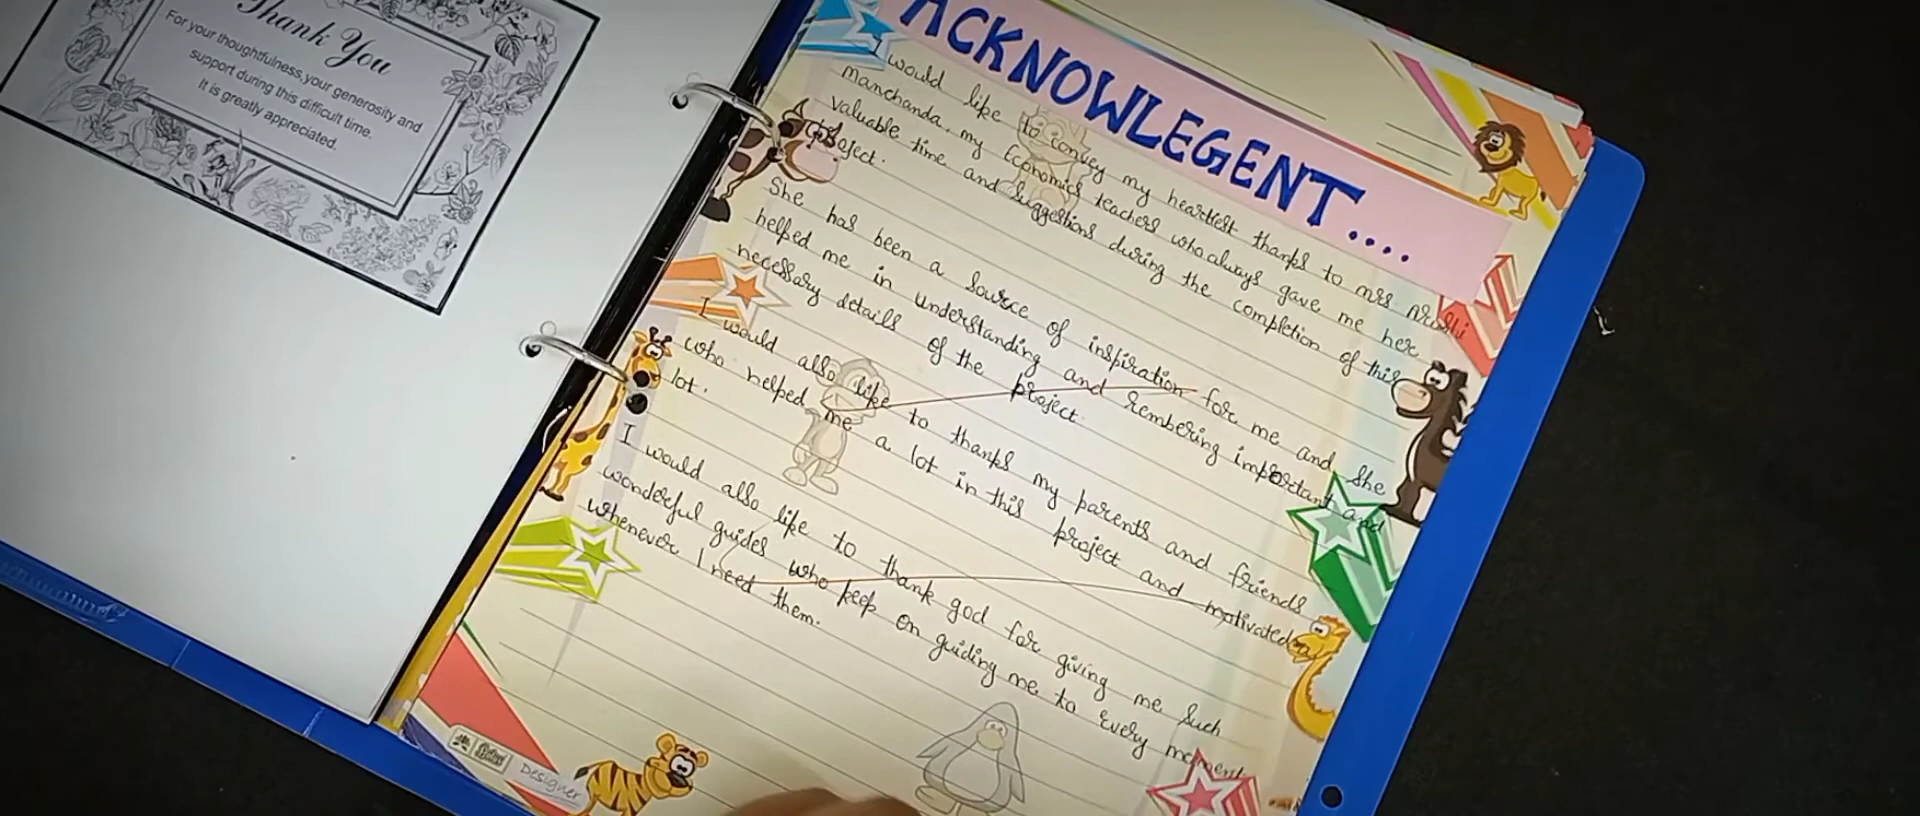 Thank You
For your thoughtfulness, your generosity and
support during this difficult time.
It is greatly appreciated.
ACKNOWLEGENT....
I would like to convey my heartiest thanks to mrs
manchanda, my Economics teachers who always gave me her
valuable time and suggestions during the completion of this
project.
She has been a source of inspiration for me and she
helped me in understanding and rembering important and
necessary details of the project.
I would also like to thanks my parents and friends
who helped me a lot in this project and motivated
lot.
I would also like to thank god for giving me such
wonderful guides who keep on guiding me to every moment
whenever I need them.
DESIGNER